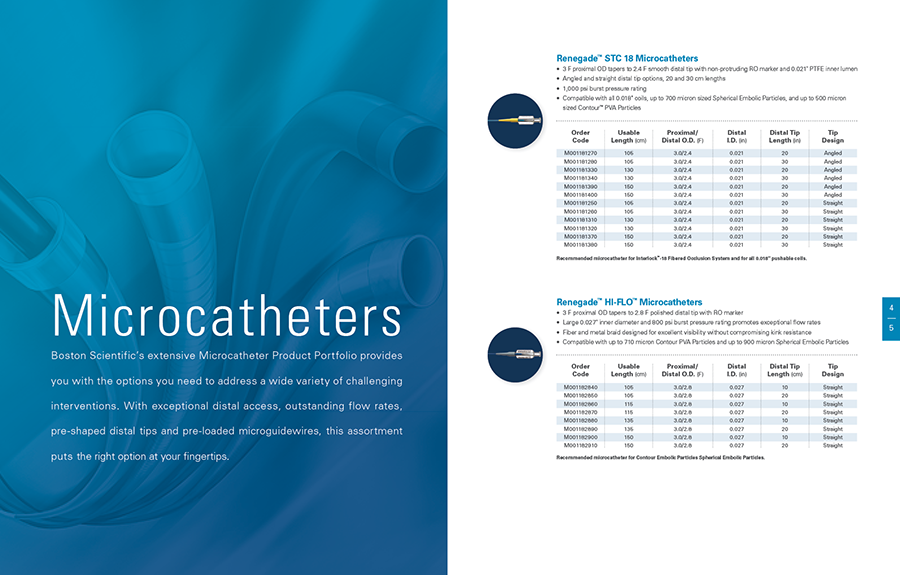 Microcatheters
Boston Scientific's extensive Microcatheter Product Portfolio provides
you with the options you need to address a wide variety of challenging
interventions. With exceptional distal access, outstanding flow rates,
pre-shaped distal tips and pre-loaded microguidewires, this assortment
puts the right option at your fingertips.
Renegade™ STC 18 Microcatheters
• 3 F proximal OD tapers to 2.4 F smooth distal tip with non-protruding RO marker and 0.021" PTFE inner lumen
• Angled and straight distal tip options, 20 and 30 cm lengths
• 1,000 psi burst pressure rating
• Compatible with all 0.018" coils, up to 700 micron sized Spherical Embolic Particles, and up to 500 micron
sized Contour™ PVA Particles
Order Usable Proximal/ Distal Distal Tip Tip
Code Length (cm) Distal O.D. (F) I.D. (in) Length (in) Design
M001181270 105 3.0/2.4 0.021 20 Angled
M001181280 105 3.0/2.4 0.021 30 Angled
M001181330 130 3.0/2.4 0.021 20 Angled
M001181340 130 3.0/2.4 0.021 30 Angled
M001181390 150 3.0/2.4 0.021 20 Angled
M001181400 150 3.0/2.4 0.021 30 Angled
M001181250 105 3.0/2.4 0.021 20 Straight
M001181260 105 3.0/2.4 0.021 30 Straight
M001181310 130 3.0/2.4 0.021 20 Straight
M001181320 130 3.0/2.4 0.021 30 Straight
M001181370 150 3.0/2.4 0.021 20 Straight
M001181380 150 3.0/2.4 0.021 30 Straight
Recommended microcatheter for Interlock™-18 Fibered Occlusion System and for all 0.018" pushable coils.
Renegade™ HI-FLO™ Microcatheters
• 3 F proximal OD tapers to 2.8 F polished distal tip with RO marker
• Large 0.027" inner diameter and 800 psi burst pressure rating promotes exceptional flow rates
• Fiber and metal braid designed for excellent visibility without compromising kink resistance
• Compatible with up to 710 micron Contour PVA Particles and up to 900 micron Spherical Embolic Particles
Order Usable Proximal/ Distal Distal Tip Tip
Code Length (cm) Distal O.D. (F) I.D. (in) Length (cm) Design
M001182840 105 3.0/2.8 0.027 10 Straight
M001182850 105 3.0/2.8 0.027 20 Straight
M001182860 115 3.0/2.8 0.027 10 Straight
M001182870 115 3.0/2.8 0.027 20 Straight
M001182880 135 3.0/2.8 0.027 10 Straight
M001182890 135 3.0/2.8 0.027 20 Straight
M001182900 150 3.0/2.8 0.027 10 Straight
M001182910 150 3.0/2.8 0.027 20 Straight
Recommended microcatheter for Contour Embolic Particles Spherical Embolic Particles.
4
5